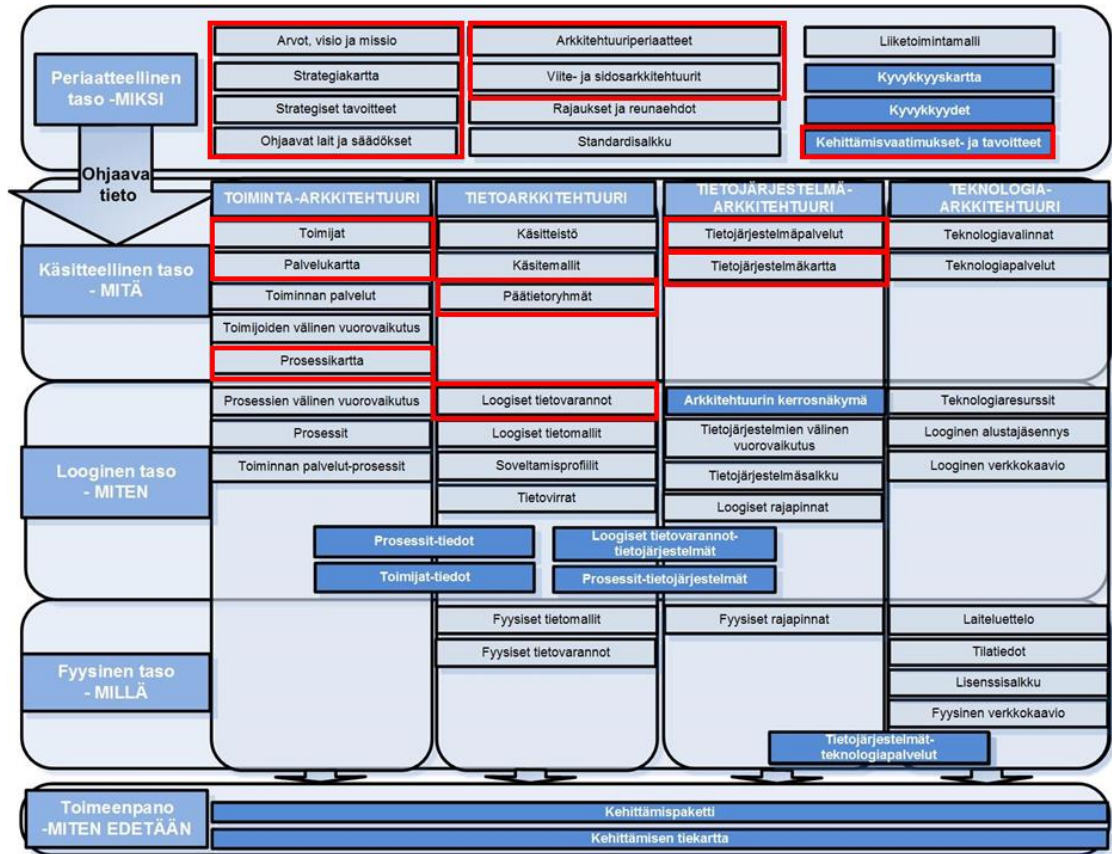 Periaatteellinen
taso -MIKSI
Arvot, visio ja missio
Strategiakartta
Strategiset tavoitteet
Ohjaavat lait ja säädökset
Arkkitehtuuriperiaatteet
Viite- ja sidosarkkitehtuurit
Rajaukset ja reunaehdot
Standardisalkku
Liiketoimintamalli
Kyvykkyyskartta
Kyvykkyydet
Kehittämisvaatimukset- ja tavoitteet
Ohjaava
tieto
TOIMINTA-ARKKITEHTUURI
TIETOARKKITEHTUURI
TIETOJÄRJESTELMÄ-
ARKKITEHTUURI
TEKNOLOGIA-
ARKKITEHTUURI
Käsitteellinen taso
- MITÄ
Toimijat
Palvelukartta
Toiminnan palvelut
Toimijoiden välinen vuorovaikutus
Prosessikartta
Käsitteistö
Käsitemallit
Päätietoryhmät
Tietojärjestelmäpalvelut
Tietojärjestelmäkartta
Teknologiavalinnat
Teknologiapalvelut
Looginen taso
- MITEN
Prosessien välinen vuorovaikutus
Prosessit
Toiminnan palvelut-prosessit
Loogiset tietovarannot
Loogiset tietomallit
Soveltamisprofiilit
Tietovirrat
Arkkitehtuurin kerrosnäkymä
Tietojärjestelmien välinen
vuorovaikutus
Tietojärjestelmäsalkku
Loogiset rajapinnat
Teknologiaresurssit
Looginen alustajäsennys
Looginen verkkokaavio
Prosessit-tiedot
Toimijat-tiedot
Loogiset tietovarannot-
tietojärjestelmät
Prosessit-tietojärjestelmät
Fyysinen taso
- MILLÄ
Fyysiset tietomallit
Fyysiset tietovarannot
Fyysiset rajapinnat
Laiteluettelo
Tilatiedot
Lisenssisalkku
Fyysinen verkkokaavio
Tietojärjestelmät-
teknologiapalvelut
Toimeenpano
-MITEN EDETÄÄN
Kehittämispaketti
Kehittämisen tiekartta